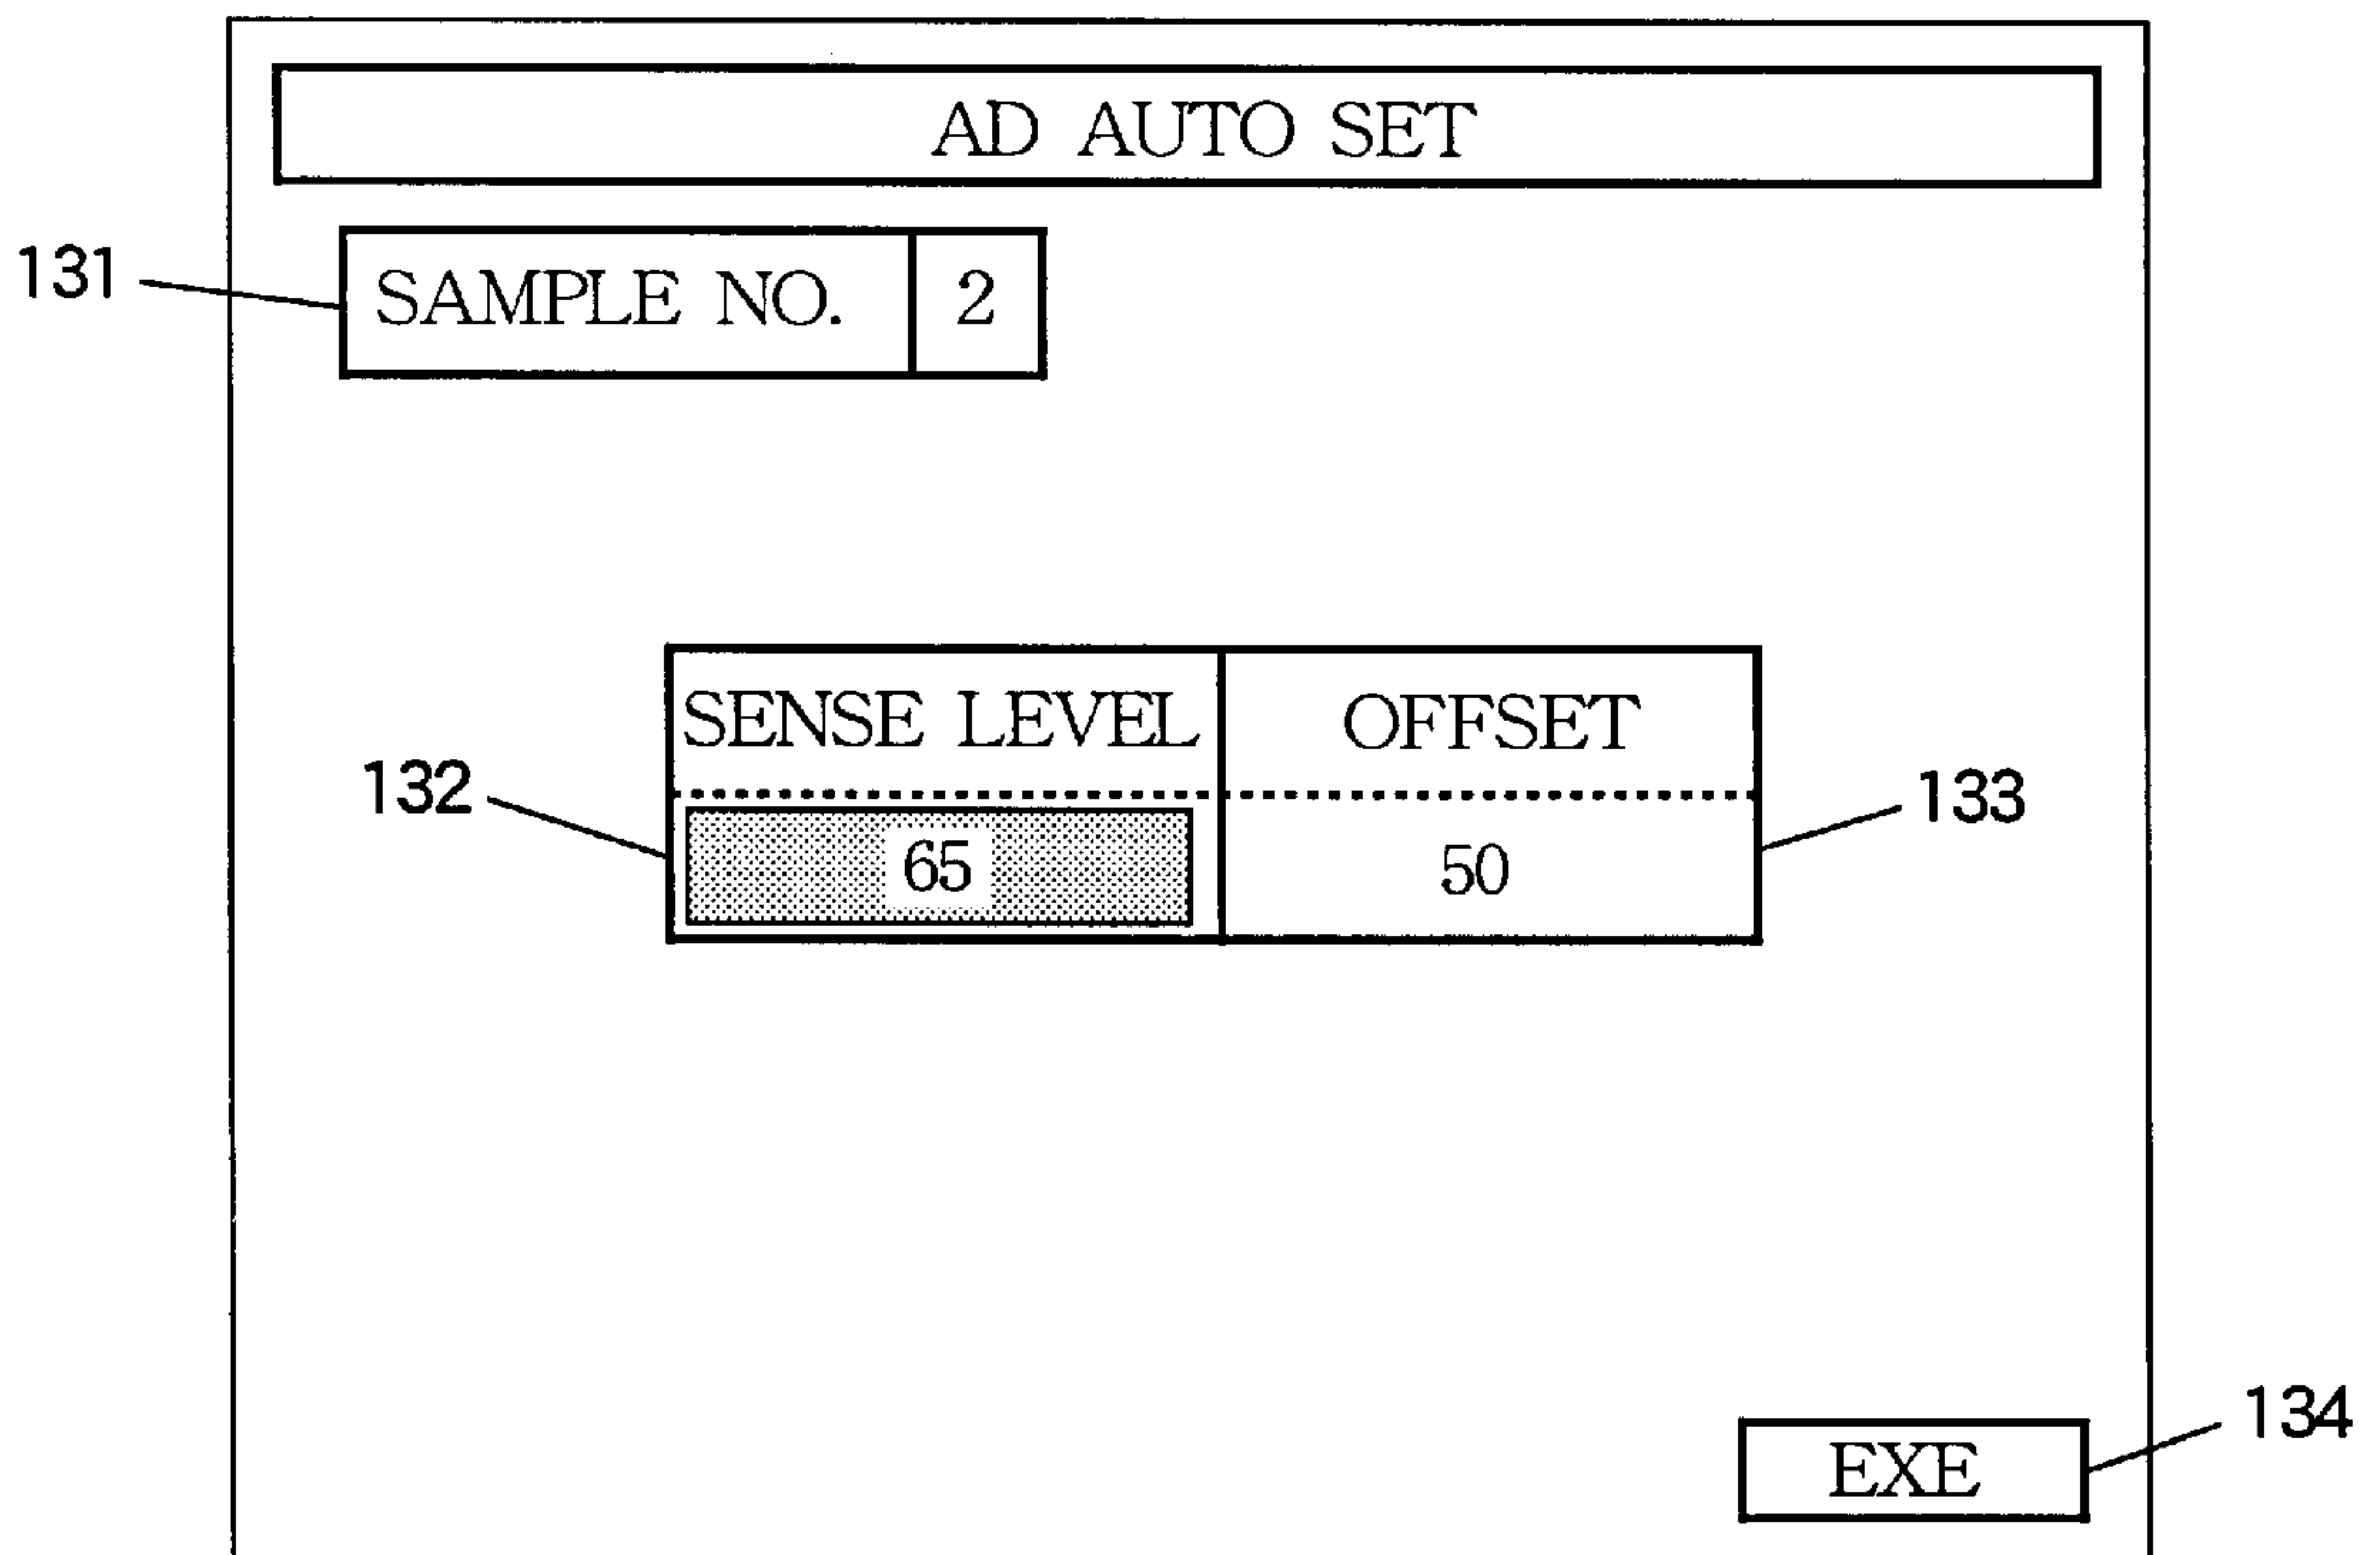 AD AUTO SET
131
SAMPLE NO. 2
SENSE LEVEL OFFSET
132 65 50 133
EXE 134